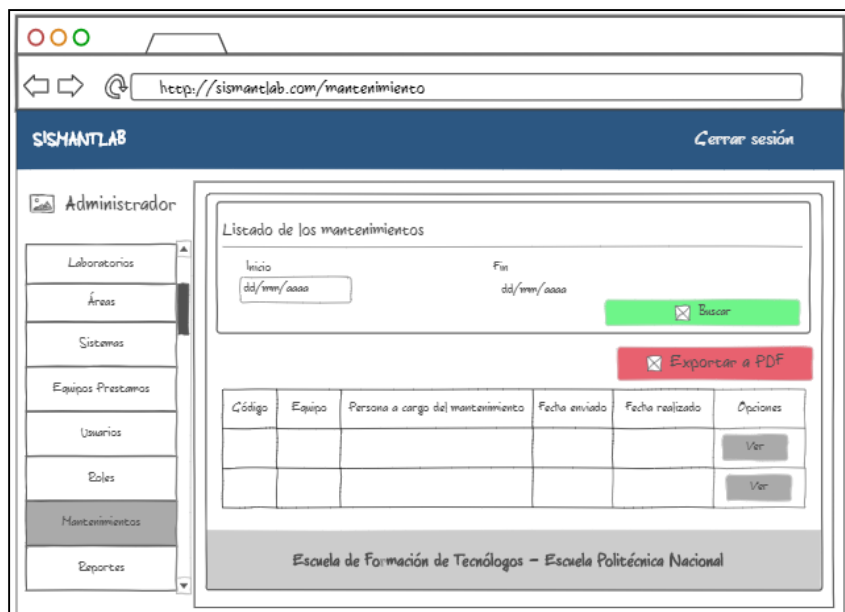 http://sismantlab.com/mantenimiento
SISMANTLAB
Cerrar sesión
Administrador
Laboratorios
Áreas
Sistemas
Equipos Prestamos
Usuarios
Roles
Mantenimientos
Reportes
Listado de los mantenimientos
Inicio Fin
dd/mm/aaaa dd/mm/aaaa
Buscar
Exportar a PDF
Código Equipo Persona a cargo del mantenimiento Fecha enviado Fecha realizado Opciones
Ver
Ver
Escuela de Formación de Tecnólogos - Escuela Politécnica Nacional